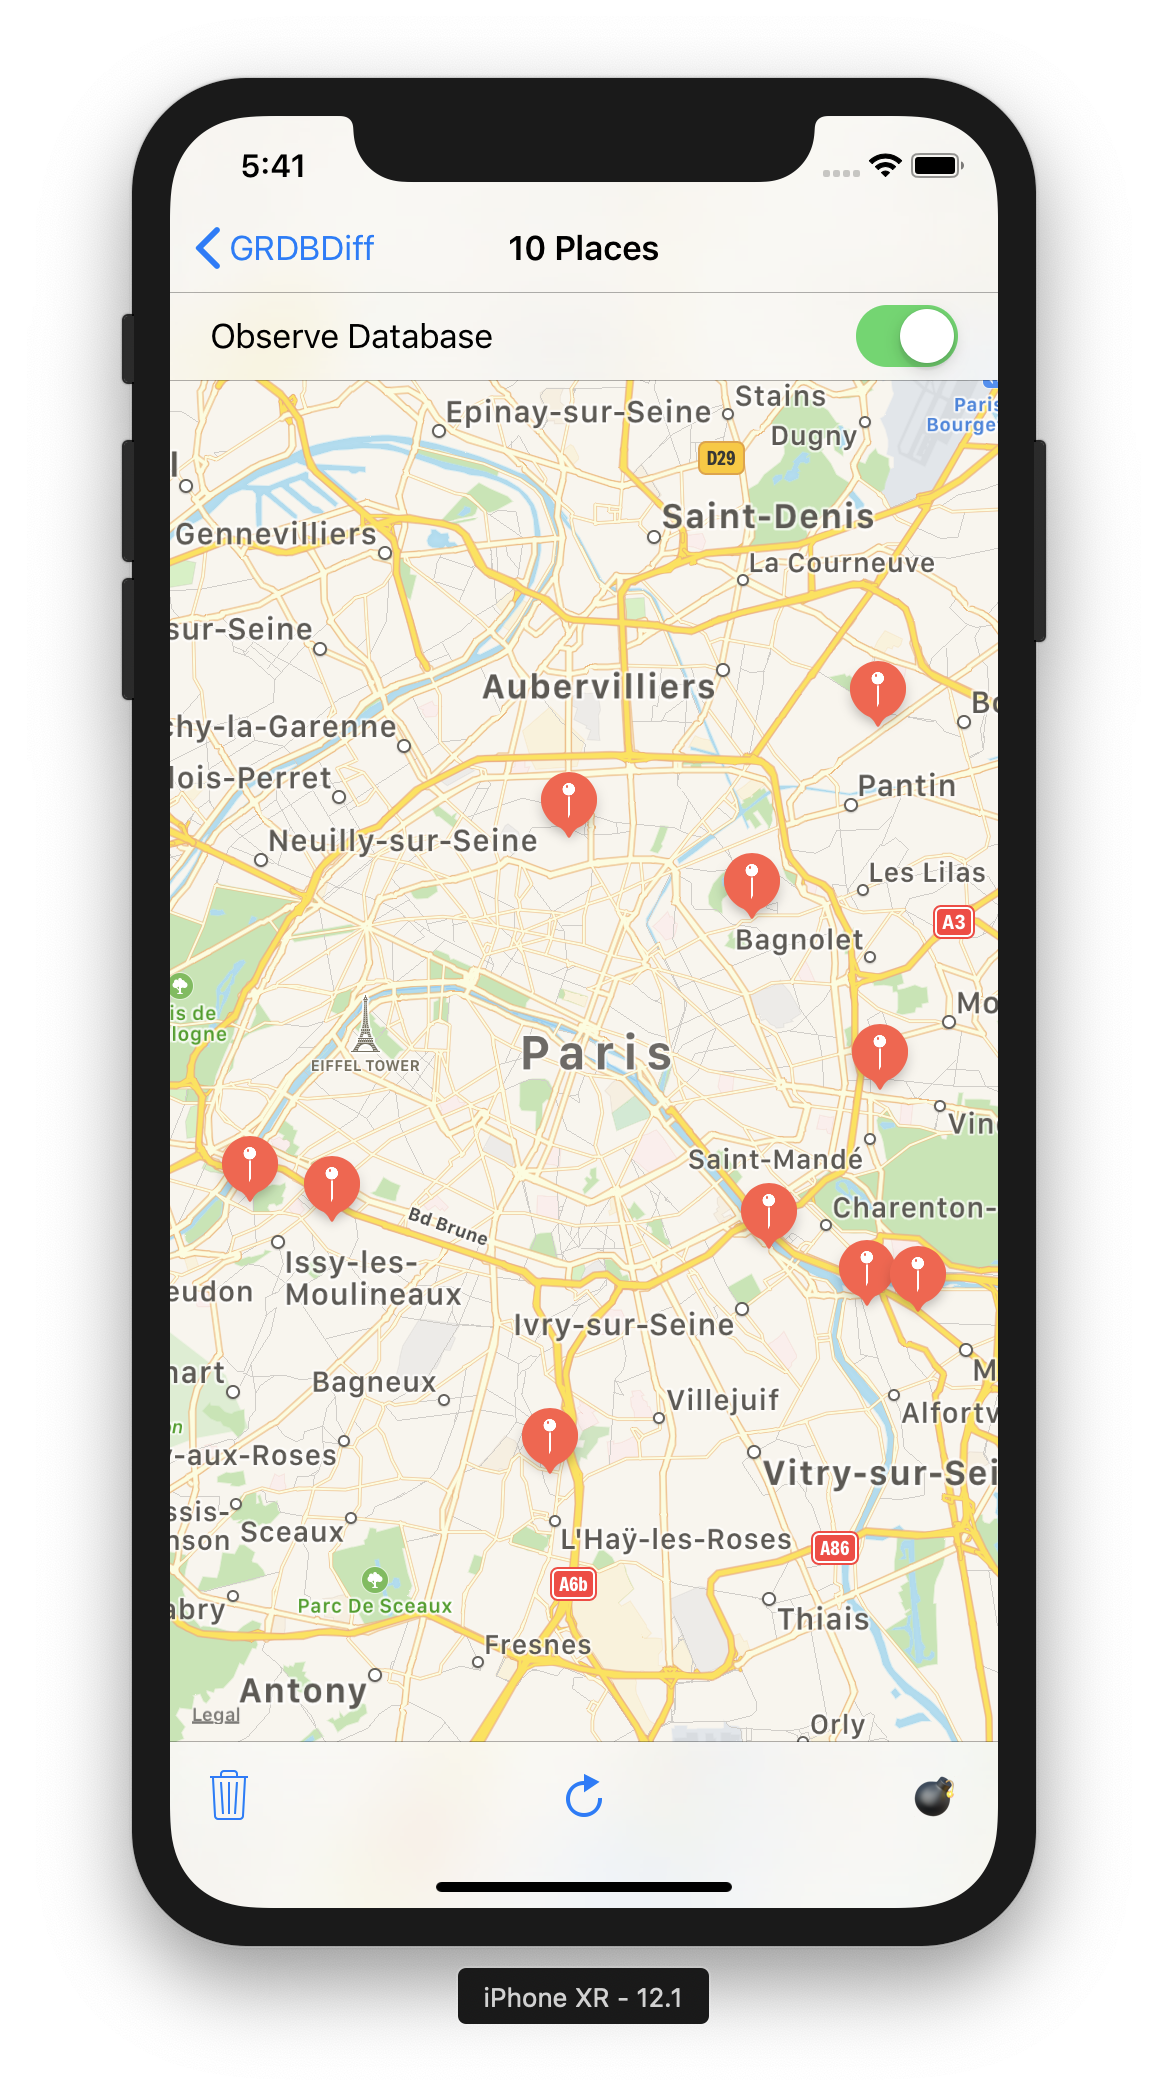 5:41
GRDBDiff
10 Places
Observe Database
Stains
Epinay-sur-Seine
Paris
Bourge
Dugny
D29
l
Saint-Denis
Gennevilliers
La Courneuve
sur-Seine
Aubervilliers
Bo
chy-la-Garenne
lois-Perret
Pantin
Neuilly-sur-Seine
Les Lilas
A3
Bagnolet
is de
logne
Mo
Paris
EIFFEL TOWER
Vin
Saint-Mandé
Charenton-
Bd Brune
Issy-les-
Moulineaux
eudon
Ivry-sur-Seine
nart
M
Bagneux
Villejuif
Alfortv
on
y-aux-Roses
Vitry-sur-Sei
ssis-
nson
Sceaux
L'Haÿ-les-Roses
A86
A6b
Parc De Sceaux
abry
Thiais
Fresnes
Antony
Legal
Orly
iPhone XR - 12.1